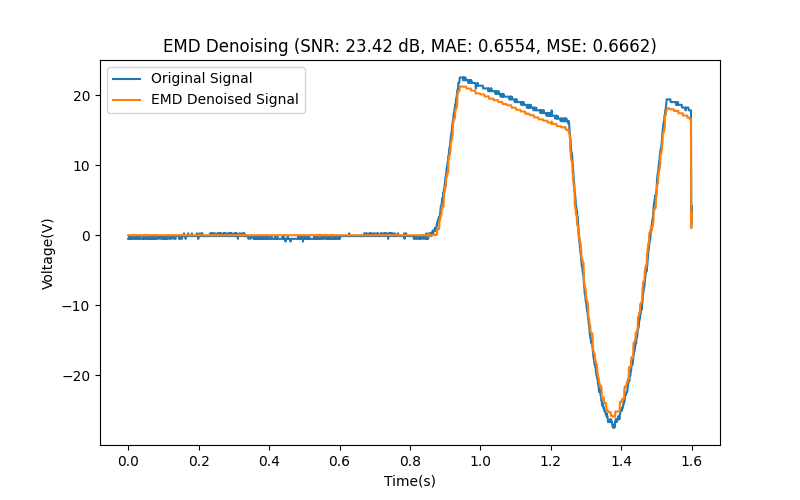 EMD Denoising (SNR: 23.42 dB, MAE: 0.6554, MSE: 0.6662)
Original Signal
EMD Denoised Signal
20
10
0
−10
−20
Voltage(V)
0.0 0.2 0.4 0.6 0.8 1.0 1.2 1.4 1.6
Time(s)